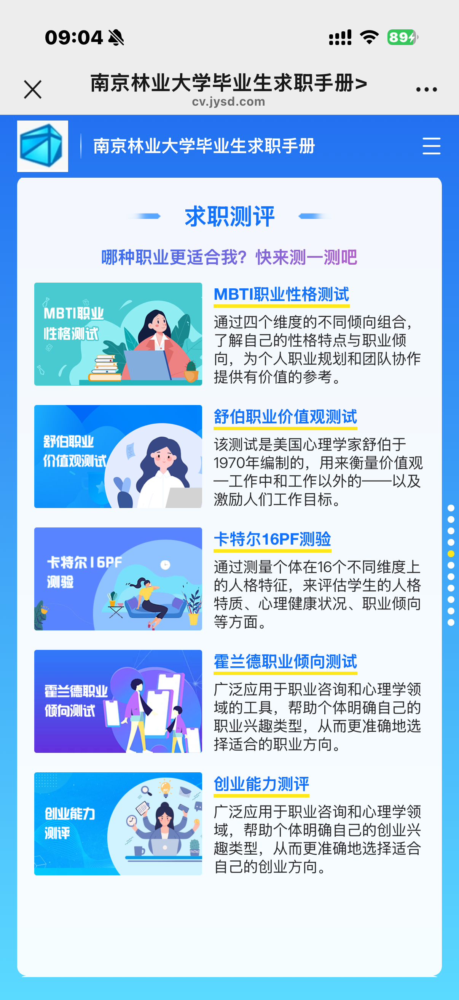 09:04
89
南京林业大学毕业生求职手册>
cv.jysd.com
南京林业大学毕业生求职手册
求职测评
哪种职业更适合我？快来测一测吧
MBTI职业
性格测试
MBTI职业性格测试
通过四个维度的不同倾向组合，
了解自己的性格特点与职业倾
向，为个人职业规划和团队协作
提供有价值的参考。
舒伯职业
价值观测试
舒伯职业价值观测试
该测试是美国心理学家舒伯于
1970年编制的，用来衡量价值观
—工作中和工作以外的——以及
激励人们工作目标。
卡特尔16PF
测验
卡特尔16PF测验
通过测量个体在16个不同维度上
的人格特征，来评估学生的人格
特质、心理健康状况、职业倾向
等方面。
霍兰德职业
倾向测试
霍兰德职业倾向测试
广泛应用于职业咨询和心理学领
域的工具，帮助个体明确自己的
职业兴趣类型，从而更准确地选
择适合的职业方向。
创业能力
测评
创业能力测评
广泛应用于职业咨询和心理学领
域，帮助个体明确自己的创业兴
趣类型，从而更准确地选择适合
自己的创业方向。